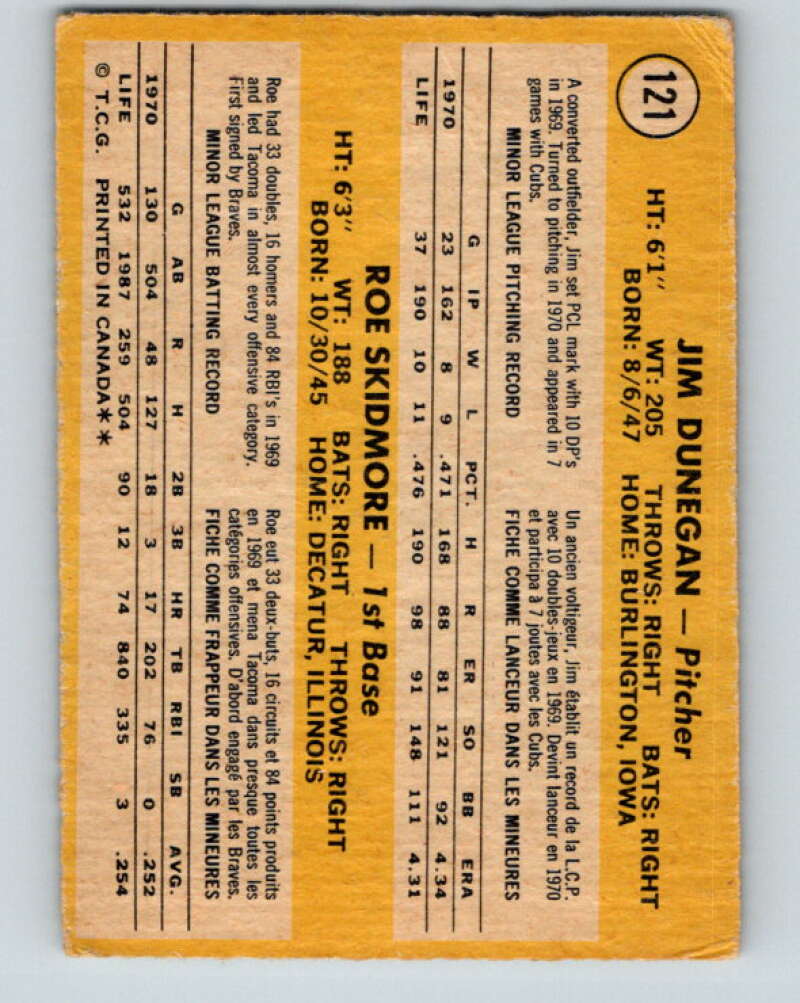 121
JIM DUNEGAN — Pitcher
HT: 6'1" WT: 205 THROWS: RIGHT BATS: RIGHT
BORN: 8/6/47 HOME: BURLINGTON, IOWA
A converted outfielder, Jim set PCL mark with 10 DP's
in 1969. Turned to pitching in 1970 and appeared in 7
games with Cubs.
MINOR LEAGUE PITCHING RECORD
Un ancien voltigeur, Jim établit un record de la L.C.P.
avec 10 doubles-jeux en 1969. Devint lanceur en 1970
et participa à 7 joutes avec les Cubs.
FICHE COMME LANCEUR DANS LES MINEURES
G IP W L PCT. H R ER SO BB ERA
1970 23 162 8 9 .471 168 88 81 121 92 4.34
LIFE 37 190 10 11 .476 190 98 91 148 111 4.31
ROE SKIDMORE — 1st Base
HT: 6'3" WT: 188 BATS: RIGHT THROWS: RIGHT
BORN: 10/30/45 HOME: DECATUR, ILLINOIS
Roe had 33 doubles, 16 homers and 84 RBI's in 1969
and led Tacoma in almost every offensive category.
First signed by Braves.
MINOR LEAGUE BATTING RECORD
Roe eut 33 deux-buts, 16 circuits et 84 points produits
en 1969 et mena Tacoma dans presque toutes les
catégories offensives. D'abord engagé par les Braves.
FICHE COMME FRAPPEUR DANS LES MINEURES
G AB R H 2B 3B HR TB RBI SB AVG.
1970 130 504 48 127 18 3 17 202 76 0 .252
LIFE 532 1987 259 504 90 12 74 840 335 3 .254
© T.C.G. PRINTED IN CANADA**